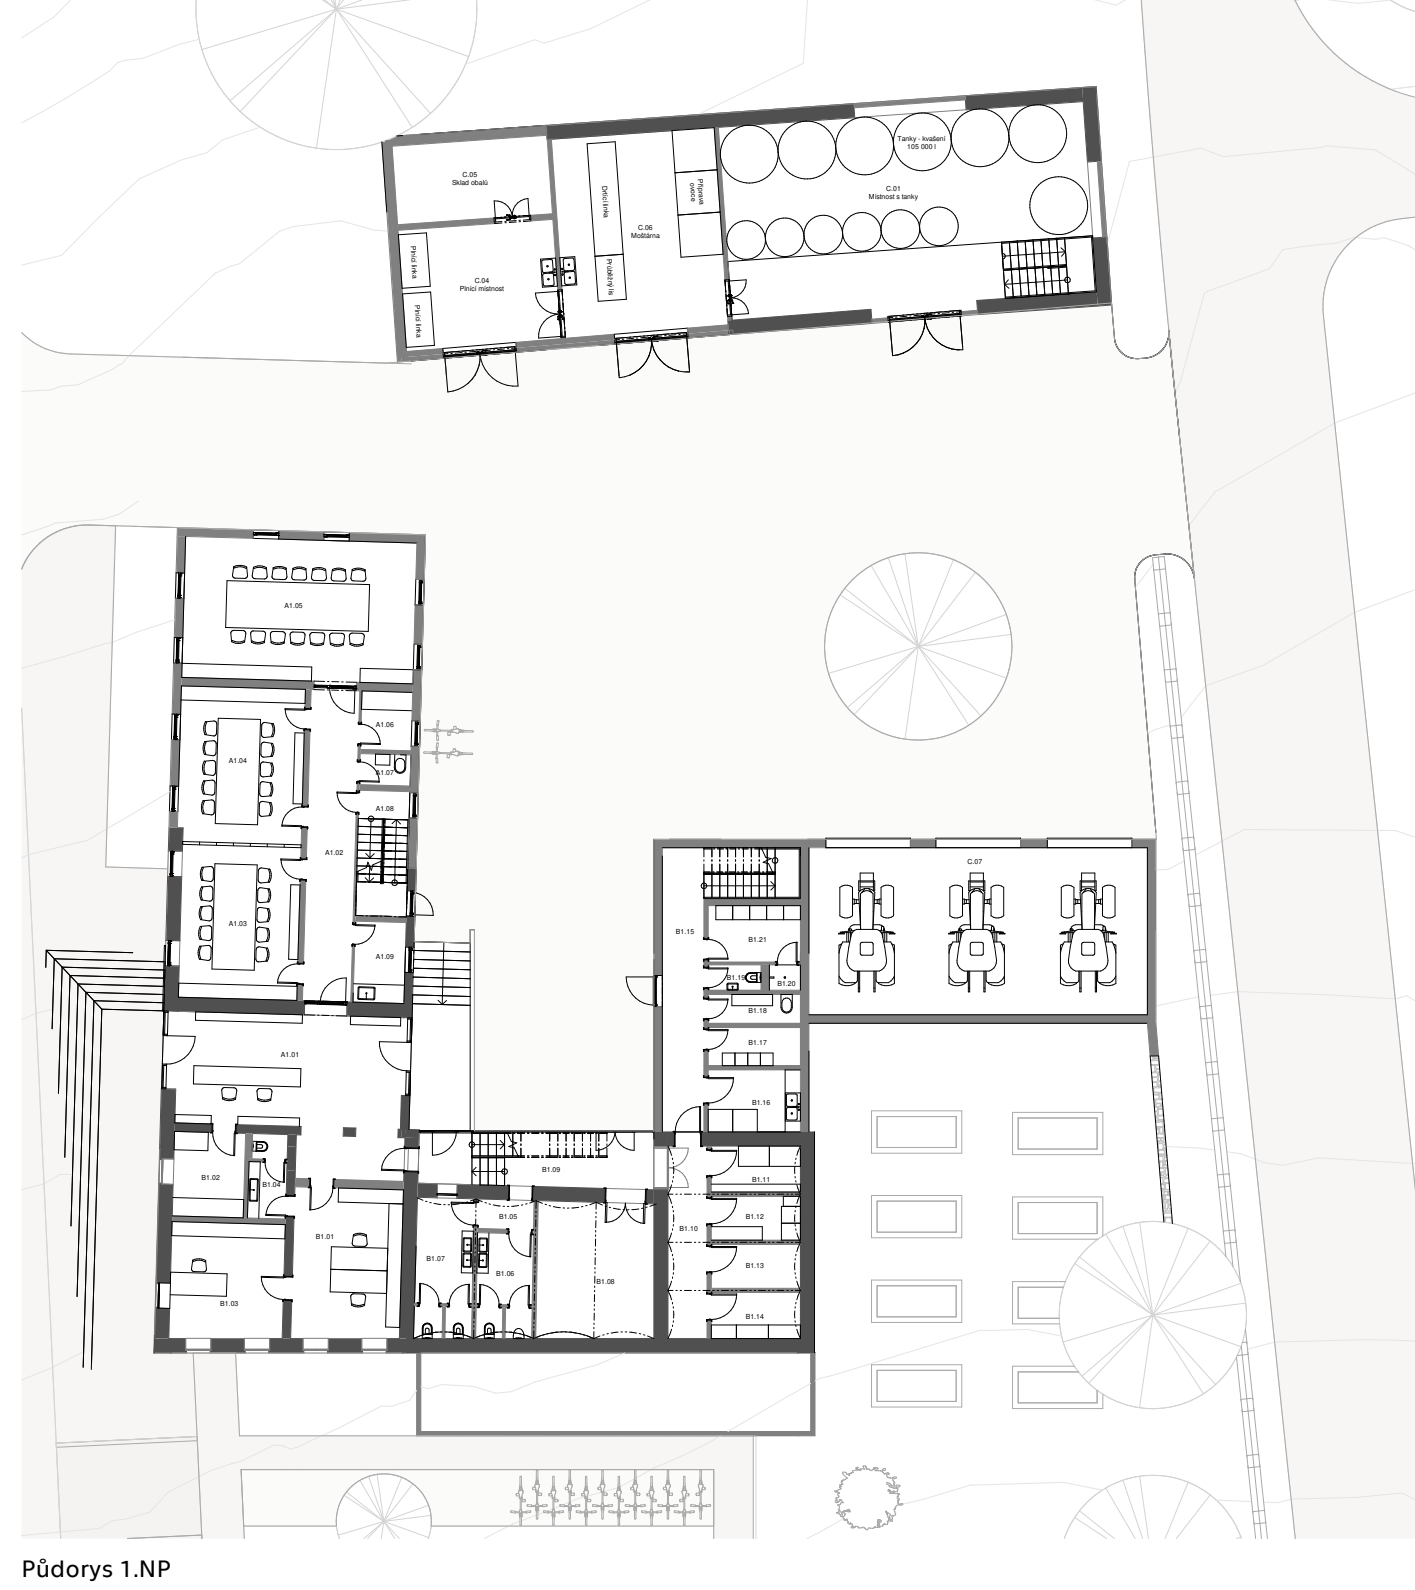 Tanky - kvašení
105 000 l
C.05
Sklad obalů
Příprava
ovoce
C.01
Místnost s tanky
Drtící linka
C.06
Moštárna
Plnící linka
Průběžný lis
C.04
Plnící místnost
Plnící linka
A1.05
A1.06
A1.04
A1.07
A1.08
A1.02
C.07
A1.03
B1.15
B1.21
A1.09
B1.19
B1.20
B1.18
B1.17
A1.01
B1.16
B1.09
B1.02
B1.04
B1.11
B1.05
B1.12
B1.10
B1.01
B1.07
B1.13
B1.06
B1.08
B1.03
B1.14
Půdorys 1.NP